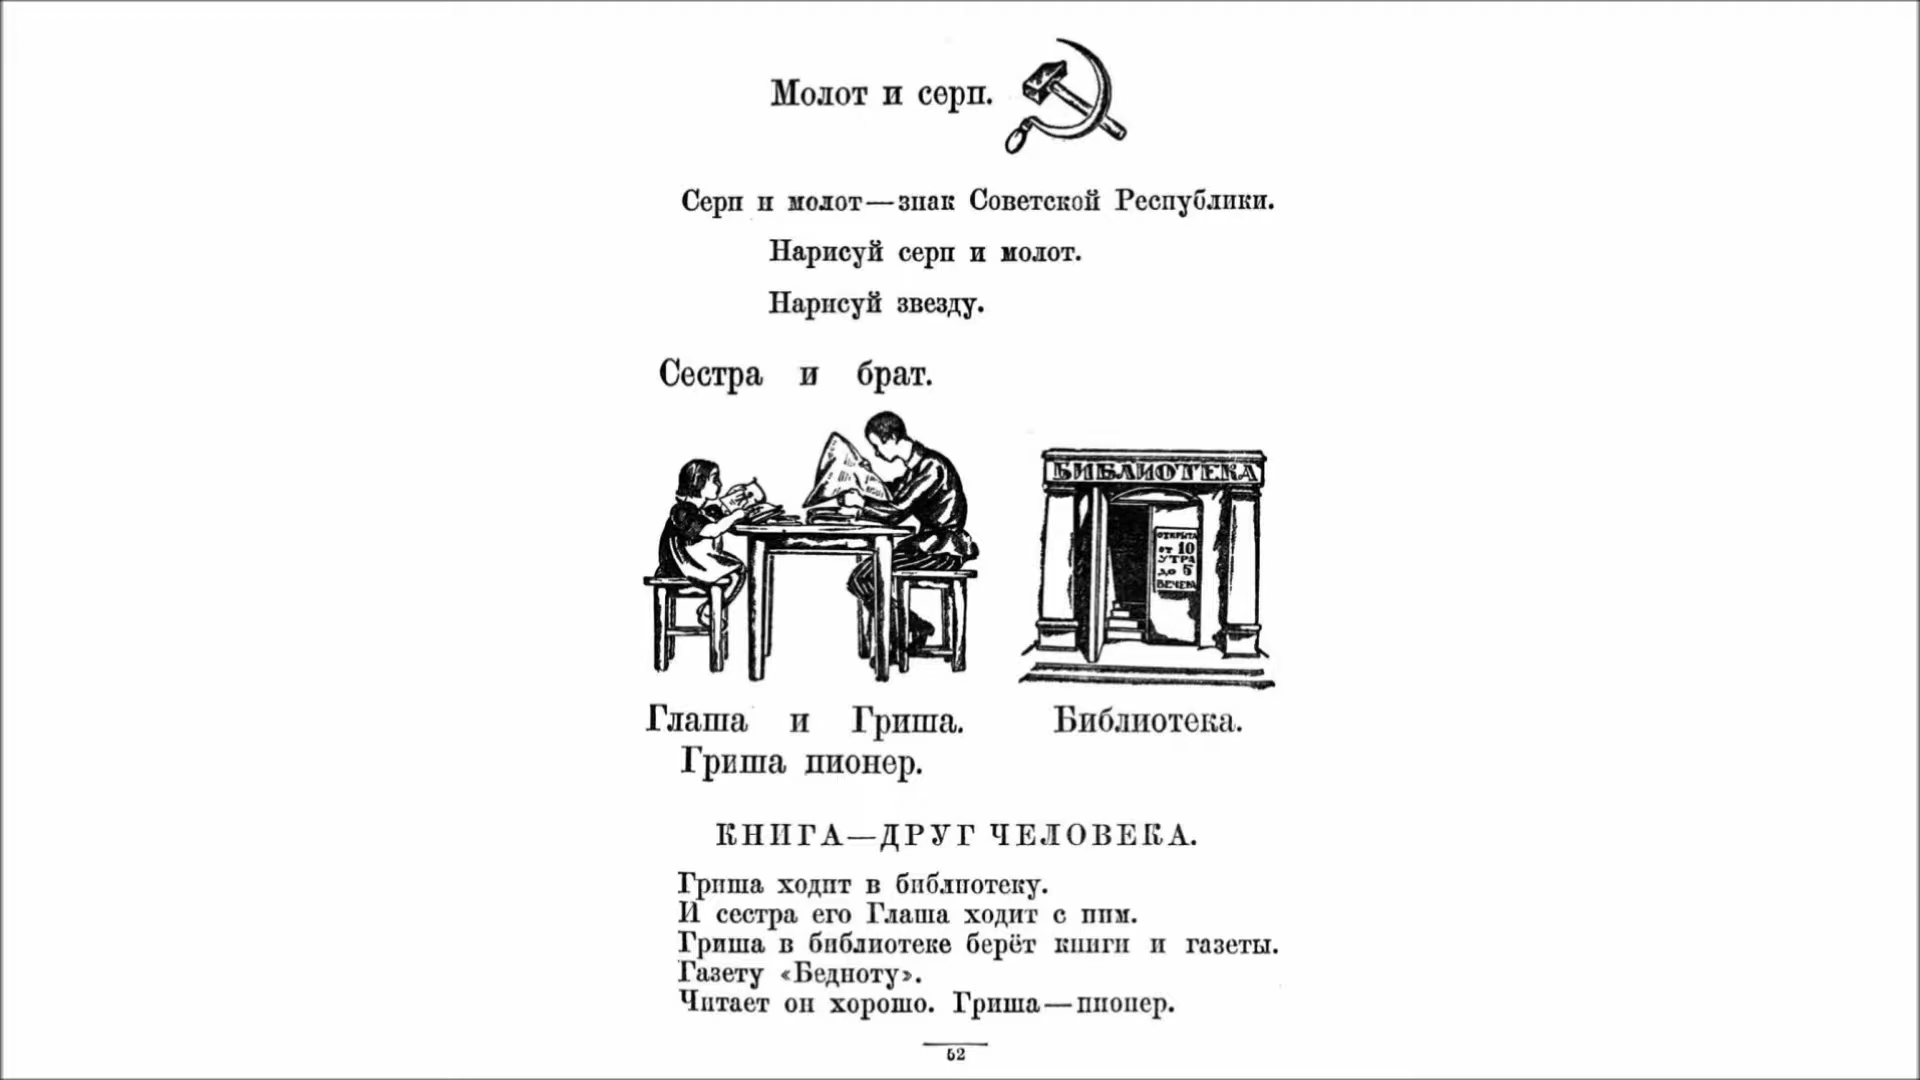 Молот и серп.
Серп и молот—знак Советской Республики.
Нарисуй серп и молот.
Нарисуй звезду.
Сестра и брат.
БИБЛИОТЕКА
ОТКРЫТА
ОТ 10
УТРА
ДО 5
ВЕЧЕРА
Глаша и Гриша.
Библиотека.
Гриша пионер.
КНИГА—ДРУГ ЧЕЛОВЕКА.
Гриша ходит в библиотеку.
И сестра его Глаша ходит с ним.
Гриша в библиотеке берёт книги и газеты.
Газету «Бедноту».
Читает он хорошо. Гриша—пионер.
52